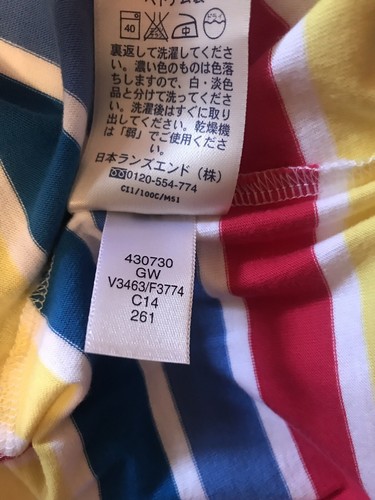 40
裏返して洗濯してくださ
い。濃い色のものは色落
ちしますので、白・淡色
品と分けて洗ってくださ
い。洗濯後はすぐに取り
出してください。乾燥機
は「弱」でご使用くださ
い。
日本ランズエンド（株）
0120-554-774
CI1/100C/MS1
430730
GW
V3463/F3774
C14
261